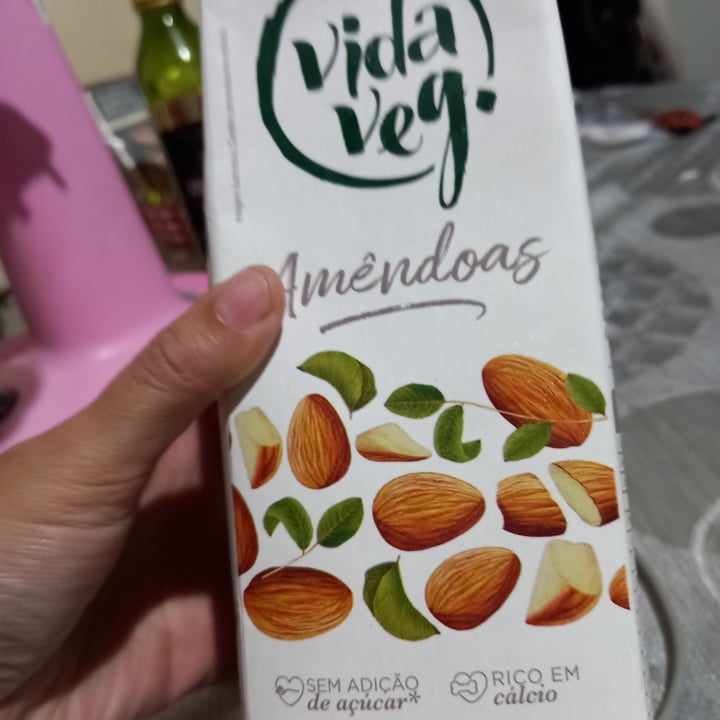 vida
veg.
Amêndoas
SEM ADIÇÃO
de açúcar*
RICO EM
cálcio